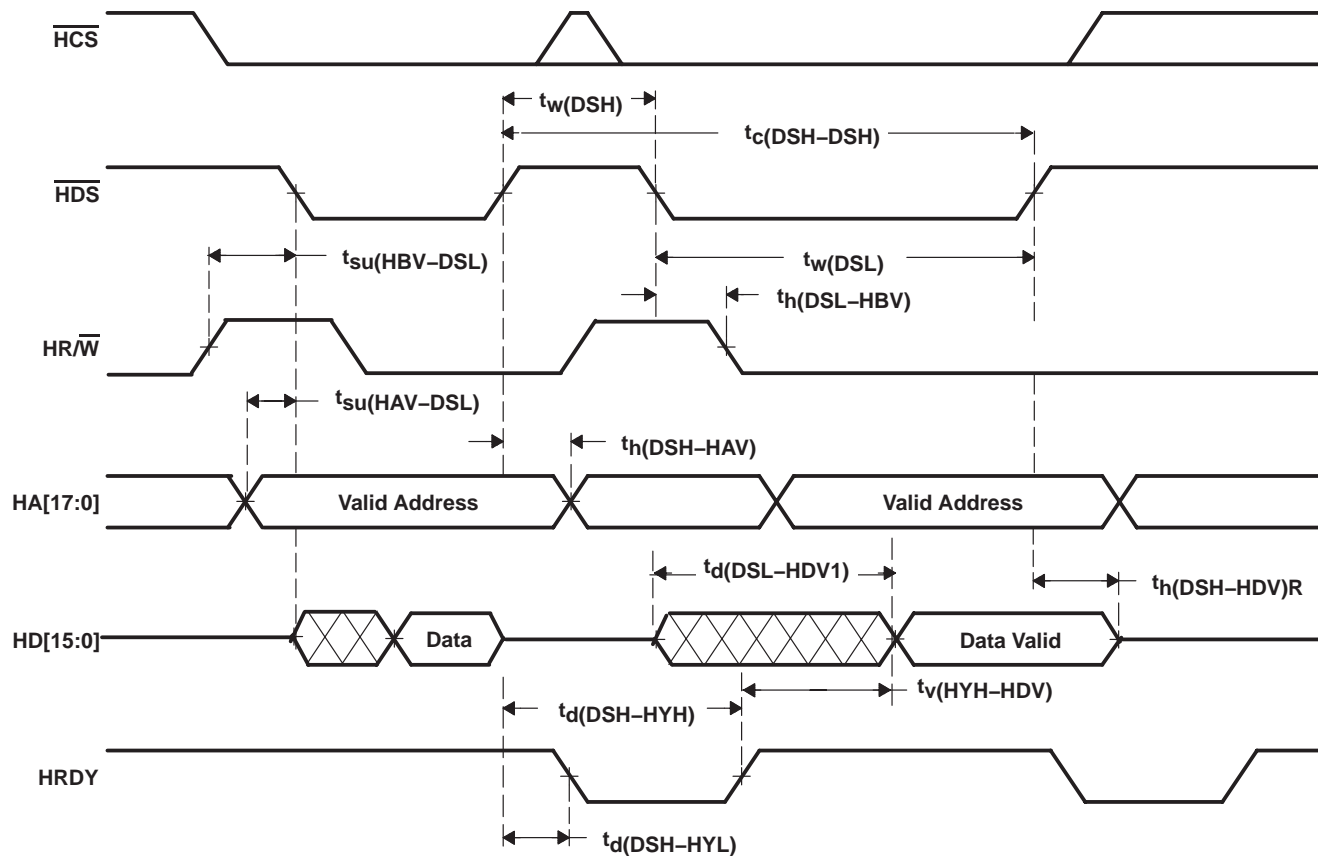 HCS
tw(DSH)
tc(DSH–DSH)
HDS
tsu(HBV–DSL)
tw(DSL)
th(DSL–HBV)
HR/W
tsu(HAV–DSL)
th(DSH–HAV)
HA[17:0]
Valid Address
Valid Address
td(DSL–HDV1)
th(DSH–HDV)R
HD[15:0]
Data
Data Valid
tv(HYH–HDV)
td(DSH–HYH)
HRDY
td(DSH–HYL)